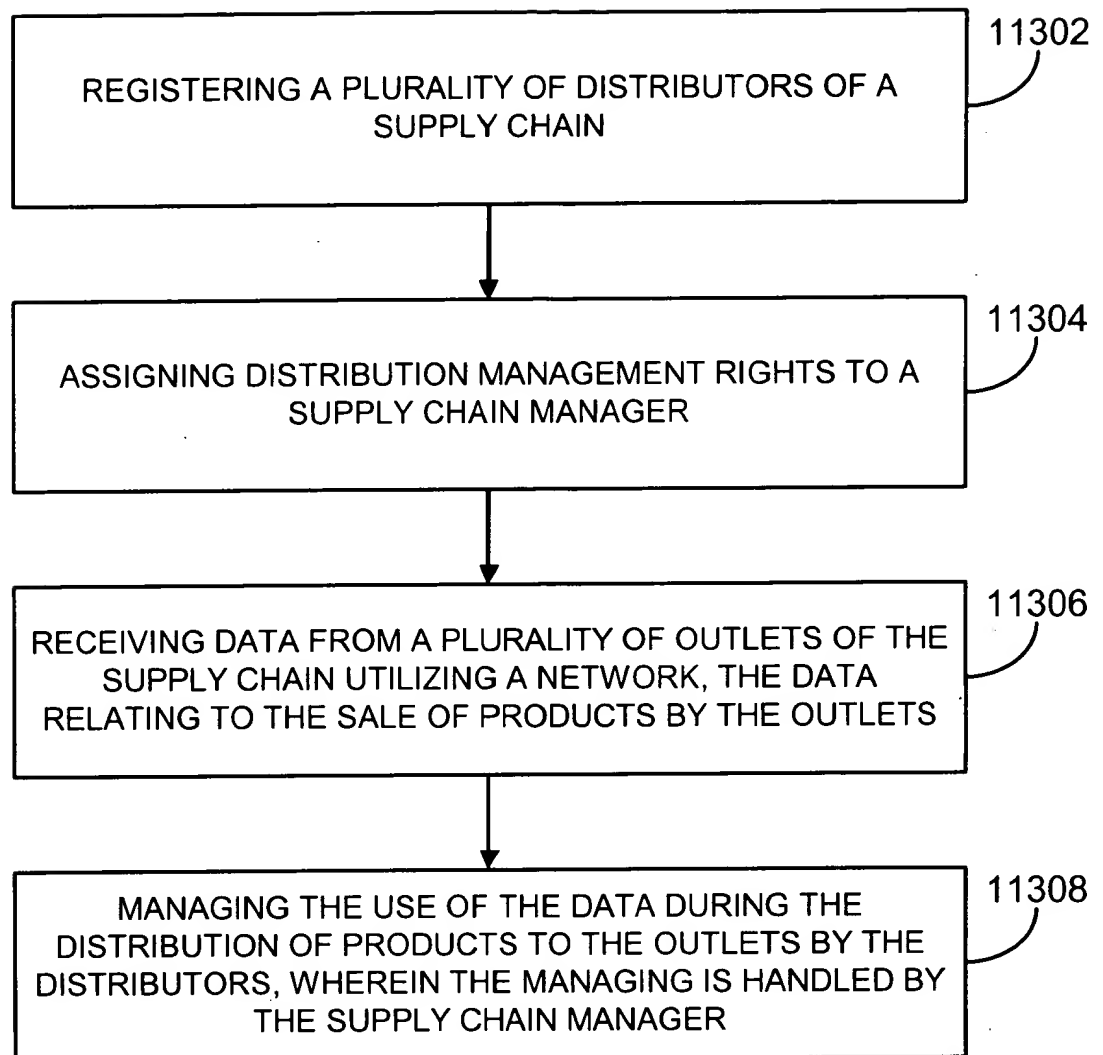 11302
REGISTERING A PLURALITY OF DISTRIBUTORS OF A
SUPPLY CHAIN
11304
ASSIGNING DISTRIBUTION MANAGEMENT RIGHTS TO A
SUPPLY CHAIN MANAGER
11306
RECEIVING DATA FROM A PLURALITY OF OUTLETS OF THE
SUPPLY CHAIN UTILIZING A NETWORK, THE DATA
RELATING TO THE SALE OF PRODUCTS BY THE OUTLETS
11308
MANAGING THE USE OF THE DATA DURING THE
DISTRIBUTION OF PRODUCTS TO THE OUTLETS BY THE
DISTRIBUTORS, WHEREIN THE MANAGING IS HANDLED BY
THE SUPPLY CHAIN MANAGER